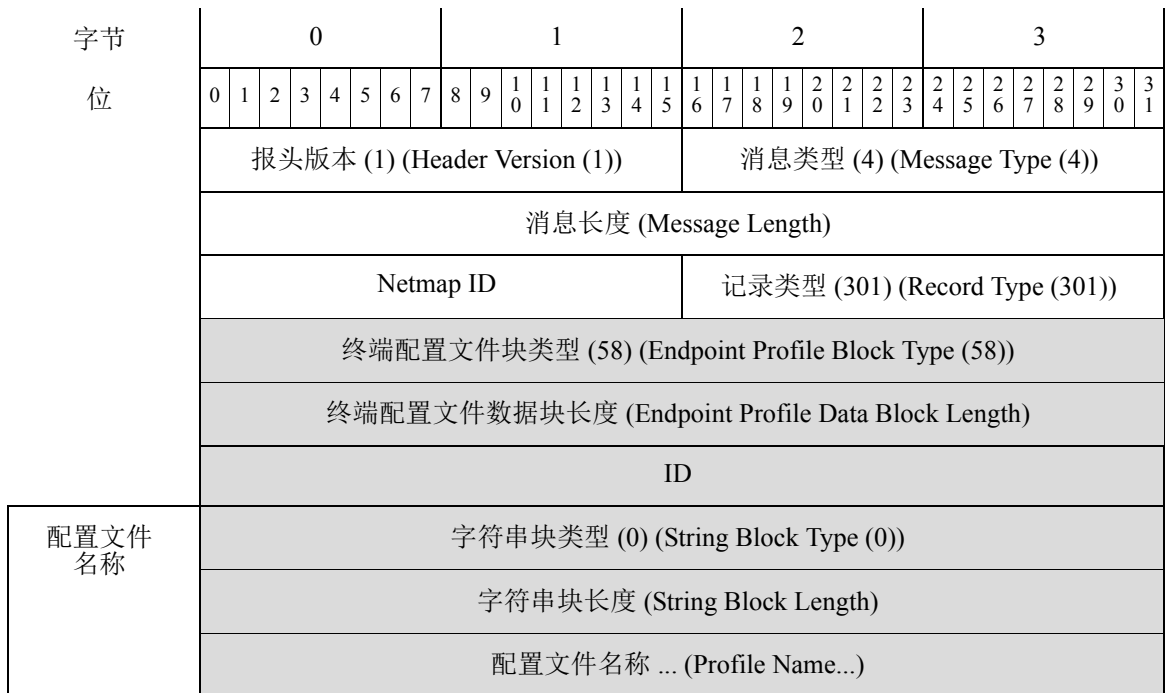 字节 0 1 2 3
位 0 1 2 3 4 5 6 7 8 9 10 11 12 13 14 15 16 17 18 19 20 21 22 23 24 25 26 27 28 29 30 31
报头版本 (1) (Header Version (1)) 消息类型 (4) (Message Type (4))
消息长度 (Message Length)
Netmap ID 记录类型 (301) (Record Type (301))
终端配置文件块类型 (58) (Endpoint Profile Block Type (58))
终端配置文件数据块长度 (Endpoint Profile Data Block Length)
ID
配置文件
名称
字符串块类型 (0) (String Block Type (0))
字符串块长度 (String Block Length)
配置文件名称 ... (Profile Name...)